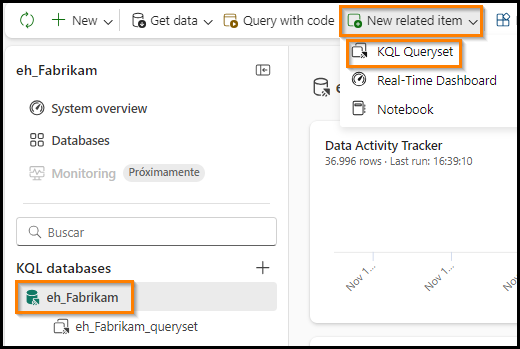 New
Get data
Query with code
New related item
eh_Fabrikam
KQL Queryset
System overview
Real-Time Dashboard
Databases
Notebook
Monitoring Próximamente
Data Activity Tracker
36.996 rows · Last run: 16:39:10
Buscar
KQL databases
eh_Fabrikam
eh_Fabrikam_queryset
Nov 1...
Nov 1...
Nov 1...
Nov 1...